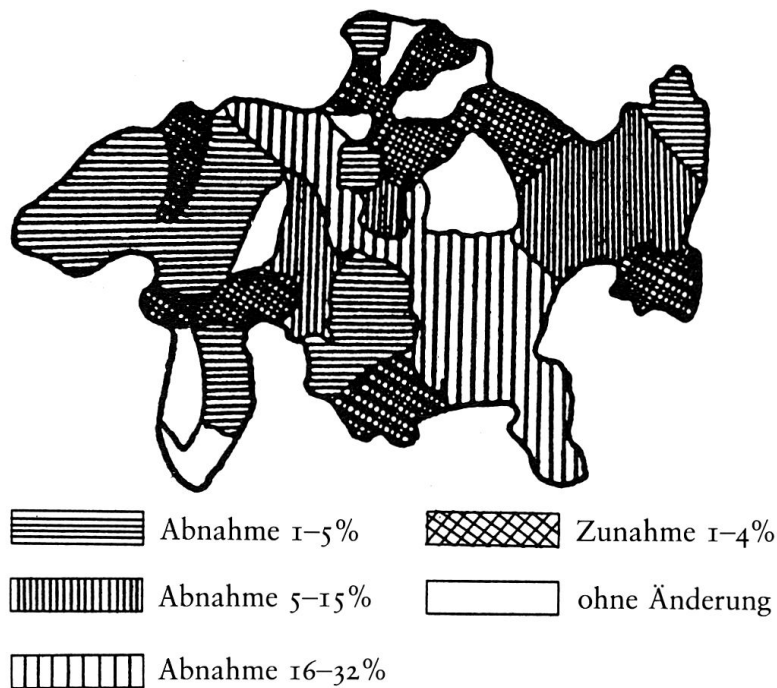 Abnahme 1–5%
Abnahme 5–15%
Abnahme 16–32%
Zunahme 1–4%
ohne Änderung